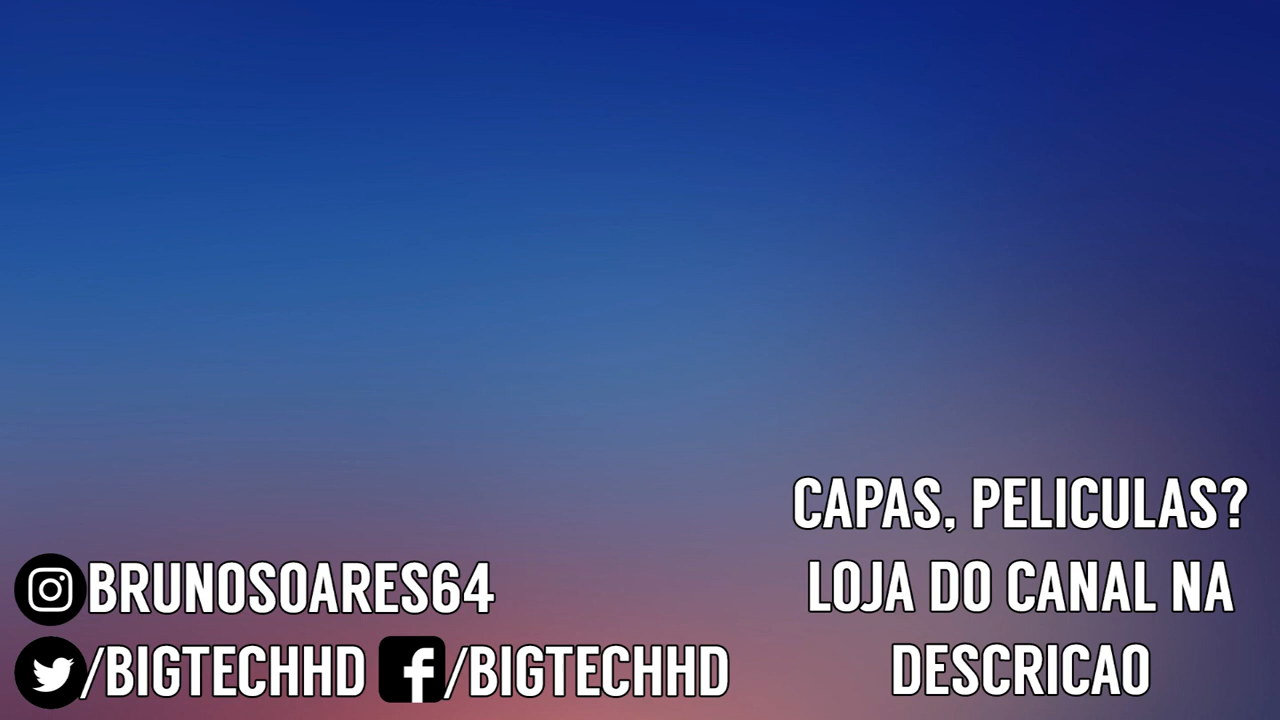 CAPAS, PELICULAS?
LOJA DO CANAL NA
DESCRICAO
BRUNOSOARES64
/BIGTECHHD /BIGTECHHD